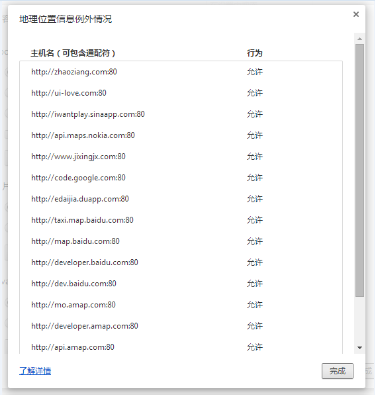 地理位置信息例外情况
主机名（可包含通配符） 行为
http://zhaoziang.com:80 允许
http://ui-love.com:80 允许
http://iwantplay.sinaapp.com:80 允许
http://api.maps.nokia.com:80 允许
http://www.jixingjx.com:80 允许
http://code.google.com:80 允许
http://edaijia.duapp.com:80 允许
http://taxi.map.baidu.com:80 允许
http://map.baidu.com:80 允许
http://developer.baidu.com:80 允许
http://dev.baidu.com:80 允许
http://mo.amap.com:80 允许
http://developer.amap.com:80 允许
http://api.amap.com:80 允许
了解详情 完成